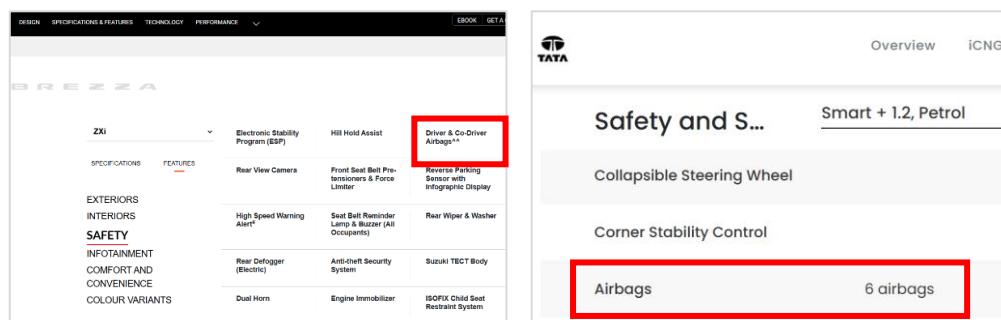 DESIGN SPECIFICATIONS & FEATURES TECHNOLOGY PERFORMANCE EBOOK GET A
BREZZA
ZXi
SPECIFICATIONS FEATURES
EXTERIORS
INTERIORS
SAFETY
INFOTAINMENT
COMFORT AND
CONVENIENCE
COLOUR VARIANTS
Electronic Stability
Program (ESP)
Hill Hold Assist
Driver & Co-Driver
Airbags^^
Rear View Camera
Front Seat Belt Pre-
tensioners & Force
Limiter
Reverse Parking
Sensor with
Infographic Display
High Speed Warning
Alert#
Seat Belt Reminder
Lamp & Buzzer (All
Occupants)
Rear Wiper & Washer
Rear Defogger
(Electric)
Anti-theft Security
System
Suzuki TECT Body
Dual Horn
Engine Immobilizer
ISOFIX Child Seat
Restraint System
TATA
Overview iCNG
Safety and S...
Smart + 1.2, Petrol
Collapsible Steering Wheel
Corner Stability Control
Airbags 6 airbags